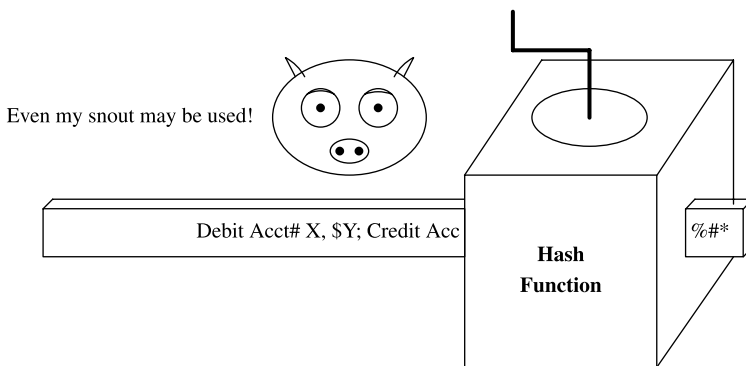 Even my snout may be used!
Debit Acct# X, $Y; Credit Acc
%#*
Hash
Function